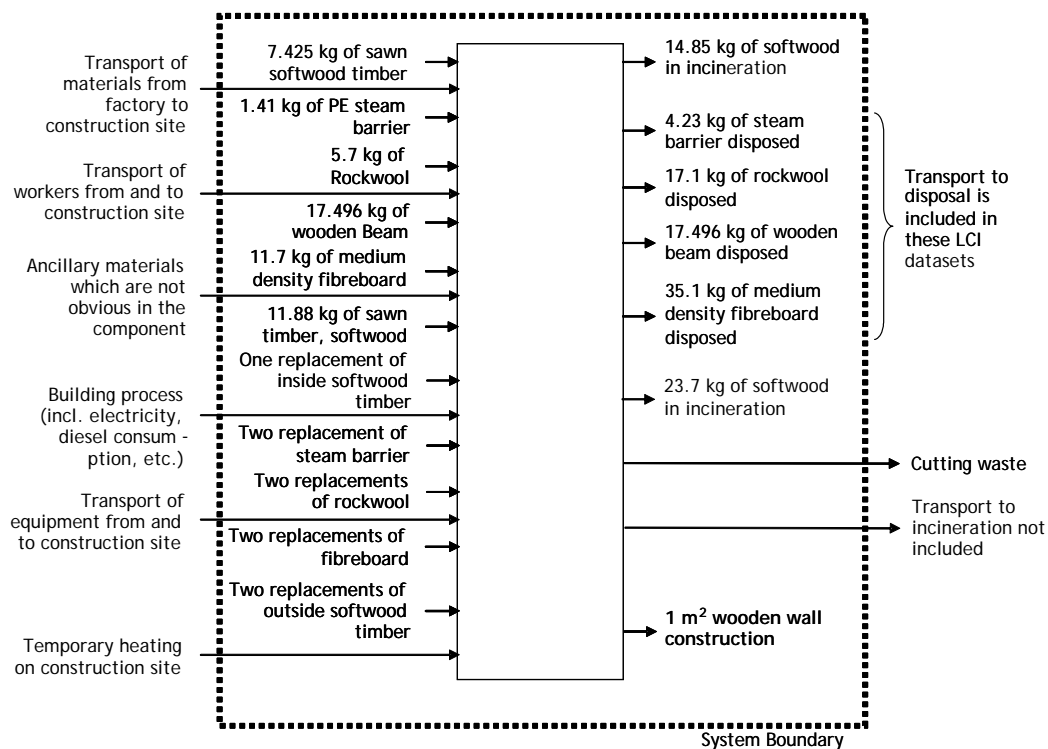 Transport of
materials from
factory to
construction site
Transport of
workers from and to
construction site
Ancillary materials
which are not
obvious in the
component
Building process
(incl. electricity,
diesel consum -
ption, etc.)
Transport of
equipment from and
to construction site
Temporary heating
on construction site
7.425 kg of sawn
softwood timber
1.41 kg of PE steam
barrier
5.7 kg of
Rockwool
17.496 kg of
wooden Beam
11.7 kg of medium
density fibreboard
11.88 kg of sawn
timber, softwood
One replacement of
inside softwood
timber
Two replacement of
steam barrier
Two replacements
of rockwool
Two replacements of
fibreboard
Two replacements of
outside softwood
timber
14.85 kg of softwood
in incineration
4.23 kg of steam
barrier disposed
17.1 kg of rockwool
disposed
17.496 kg of wooden
beam disposed
35.1 kg of medium
density fibreboard
disposed
23.7 kg of softwood
in incineration
1 m² wooden wall
construction
Transport to
disposal is
included in
these LCI
datasets
Cutting waste
Transport to
incineration not
included
System Boundary